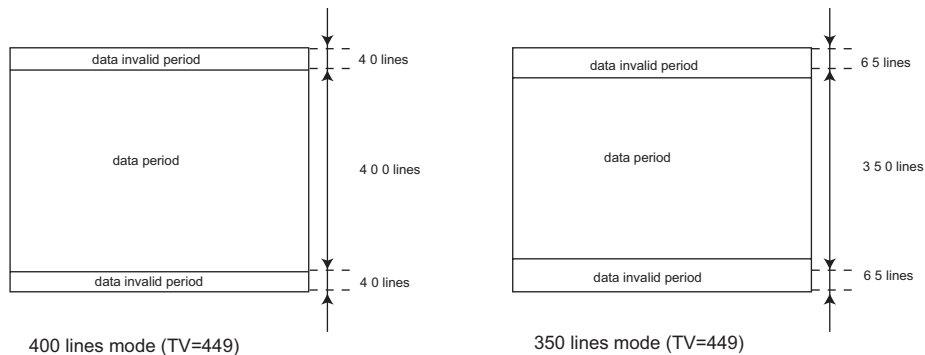 data invalid period
4 0 lines
data period
4 0 0 lines
data invalid period
4 0 lines
400 lines mode (TV=449)
data invalid period
6 5 lines
data period
3 5 0 lines
data invalid period
6 5 lines
350 lines mode (TV=449)